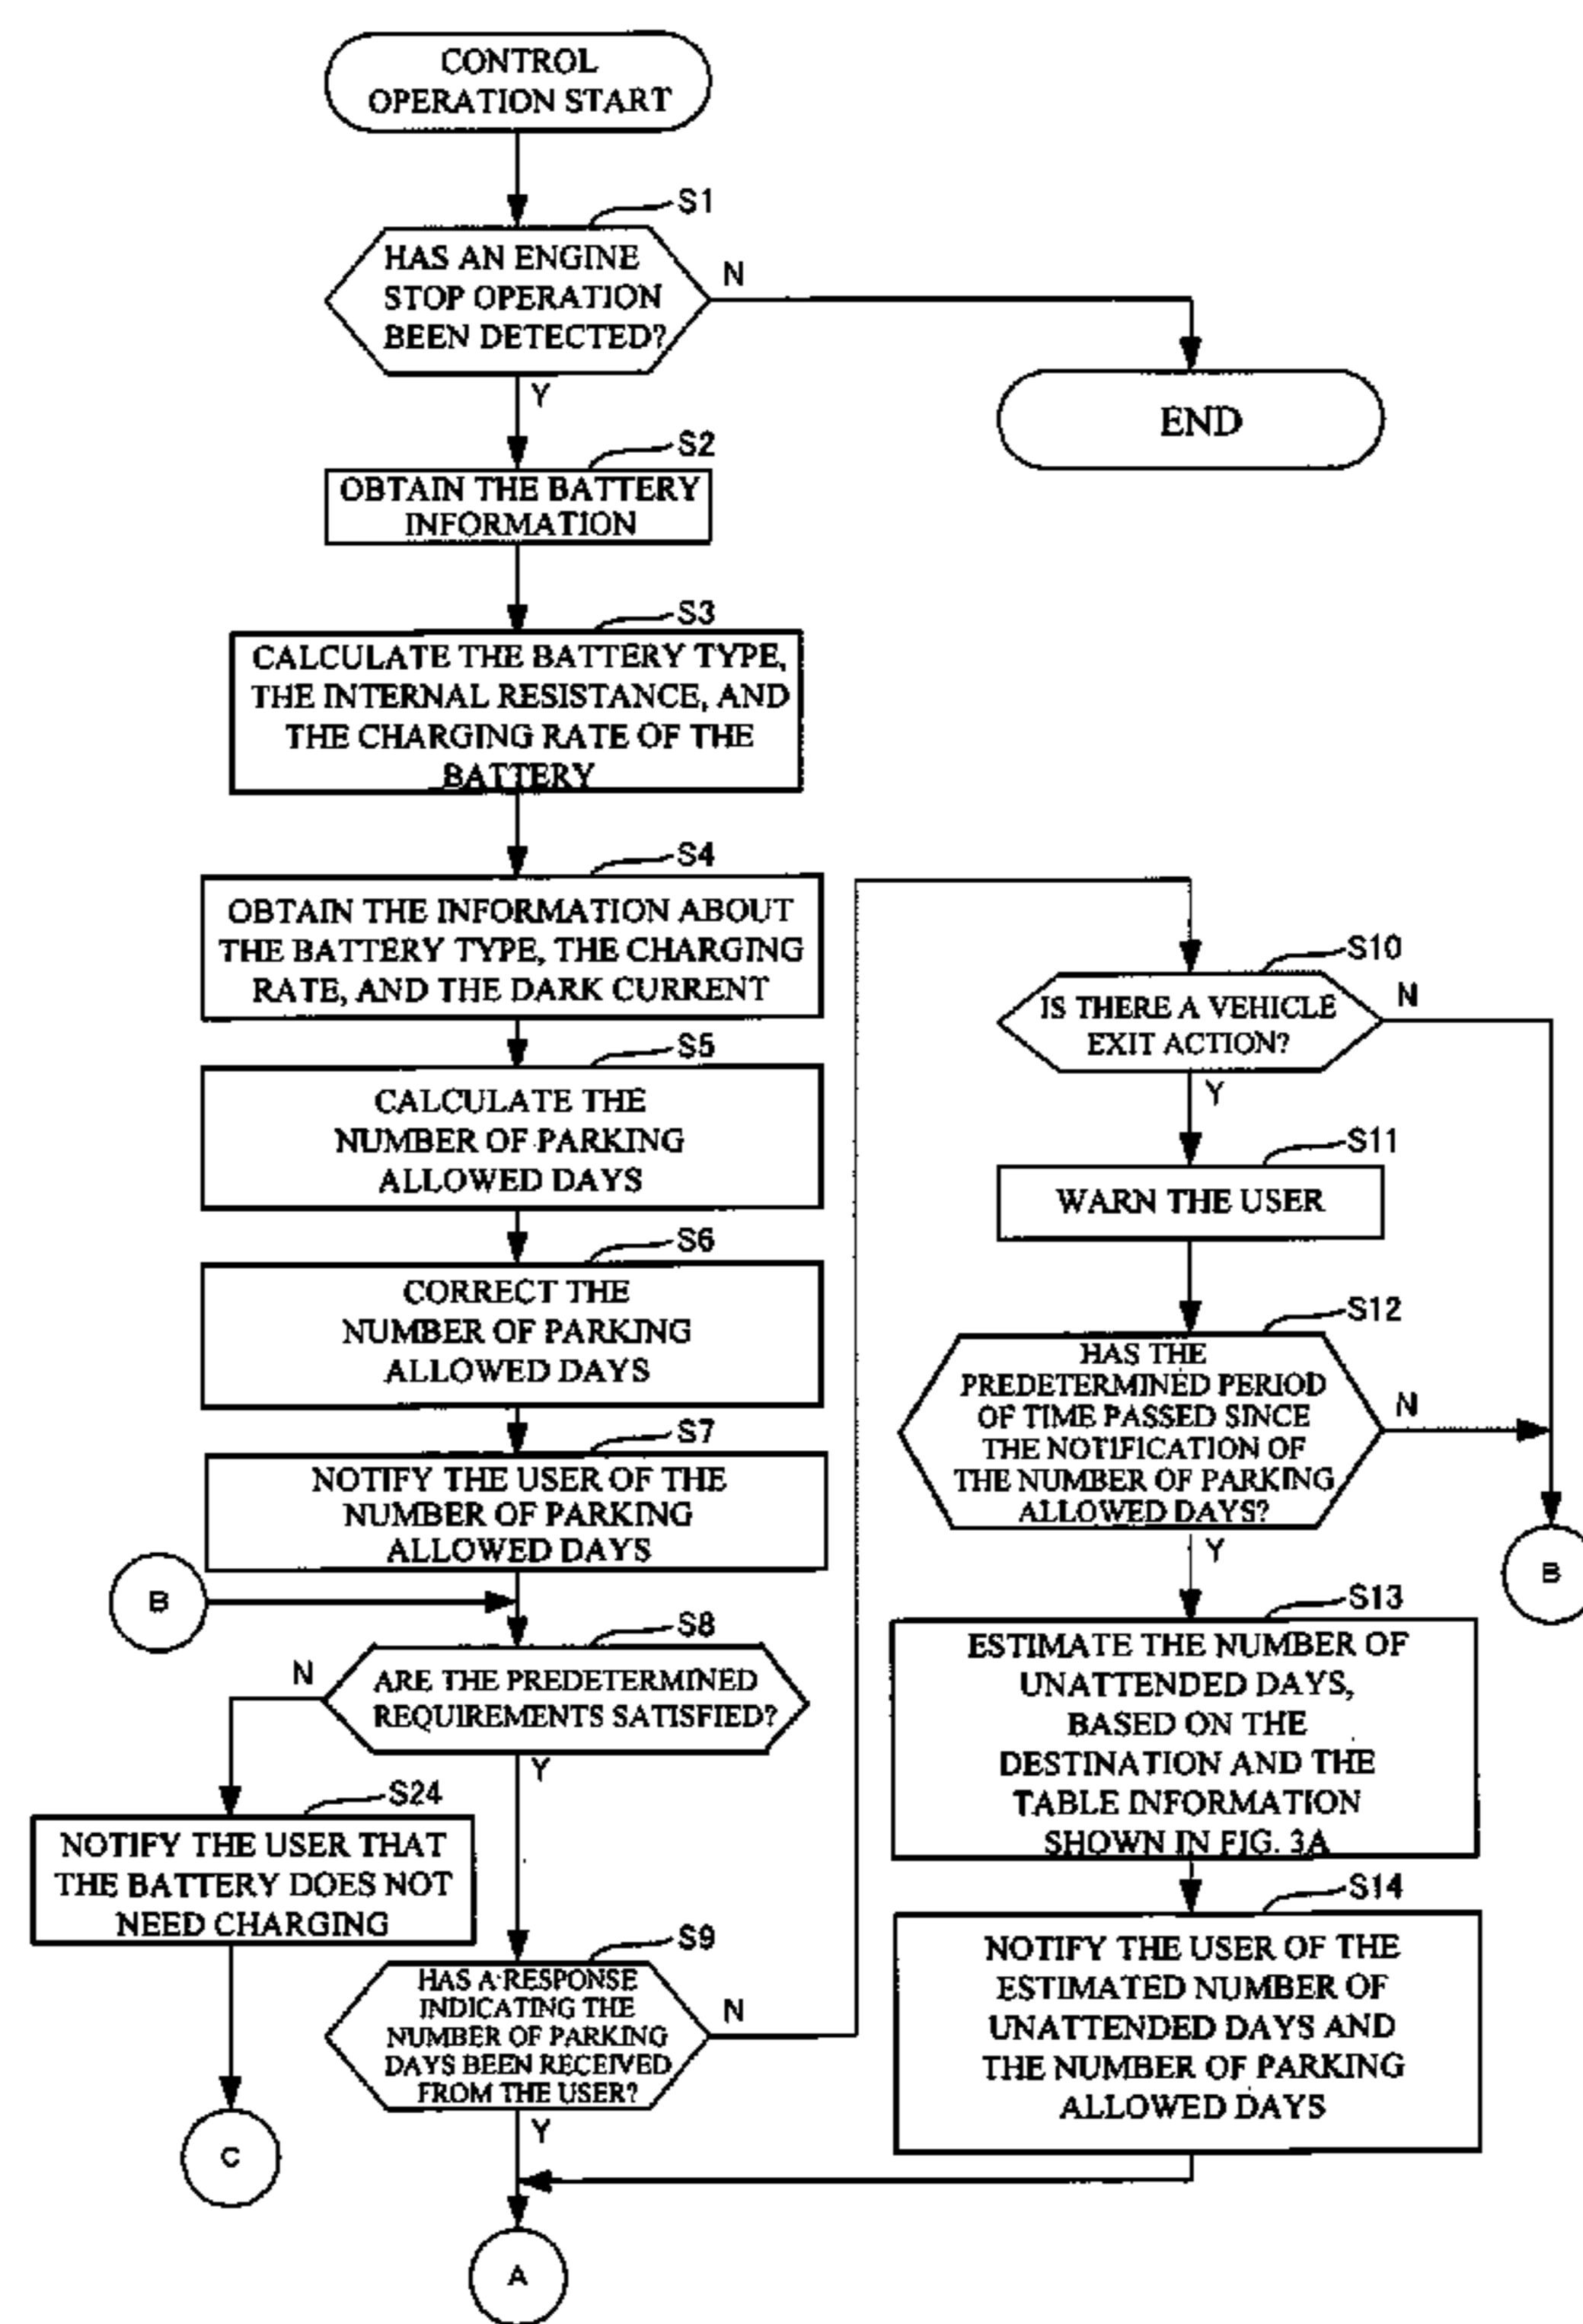 CONTROL
OPERATION START
S1
HAS AN ENGINE
STOP OPERATION
BEEN DETECTED?
N
Y
END
S2
OBTAIN THE BATTERY
INFORMATION
S3
CALCULATE THE BATTERY TYPE,
THE INTERNAL RESISTANCE, AND
THE CHARGING RATE OF THE
BATTERY
S4
OBTAIN THE INFORMATION ABOUT
THE BATTERY TYPE, THE CHARGING
RATE, AND THE DARK CURRENT
S5
CALCULATE THE
NUMBER OF PARKING
ALLOWED DAYS
S6
CORRECT THE
NUMBER OF PARKING
ALLOWED DAYS
S7
NOTIFY THE USER OF THE
NUMBER OF PARKING
ALLOWED DAYS
B
S8
N
ARE THE PREDETERMINED
REQUIREMENTS SATISFIED?
Y
S24
NOTIFY THE USER THAT
THE BATTERY DOES NOT
NEED CHARGING
C
S9
HAS A RESPONSE
INDICATING THE
NUMBER OF PARKING
DAYS BEEN RECEIVED
FROM THE USER?
N
Y
A
S10
IS THERE A VEHICLE
EXIT ACTION?
N
Y
S11
WARN THE USER
S12
HAS THE
PREDETERMINED PERIOD
OF TIME PASSED SINCE
THE NOTIFICATION OF
THE NUMBER OF PARKING
ALLOWED DAYS?
N
Y
B
S13
ESTIMATE THE NUMBER OF
UNATTENDED DAYS,
BASED ON THE
DESTINATION AND THE
TABLE INFORMATION
SHOWN IN FIG. 3A
S14
NOTIFY THE USER OF THE
ESTIMATED NUMBER OF
UNATTENDED DAYS AND
THE NUMBER OF PARKING
ALLOWED DAYS